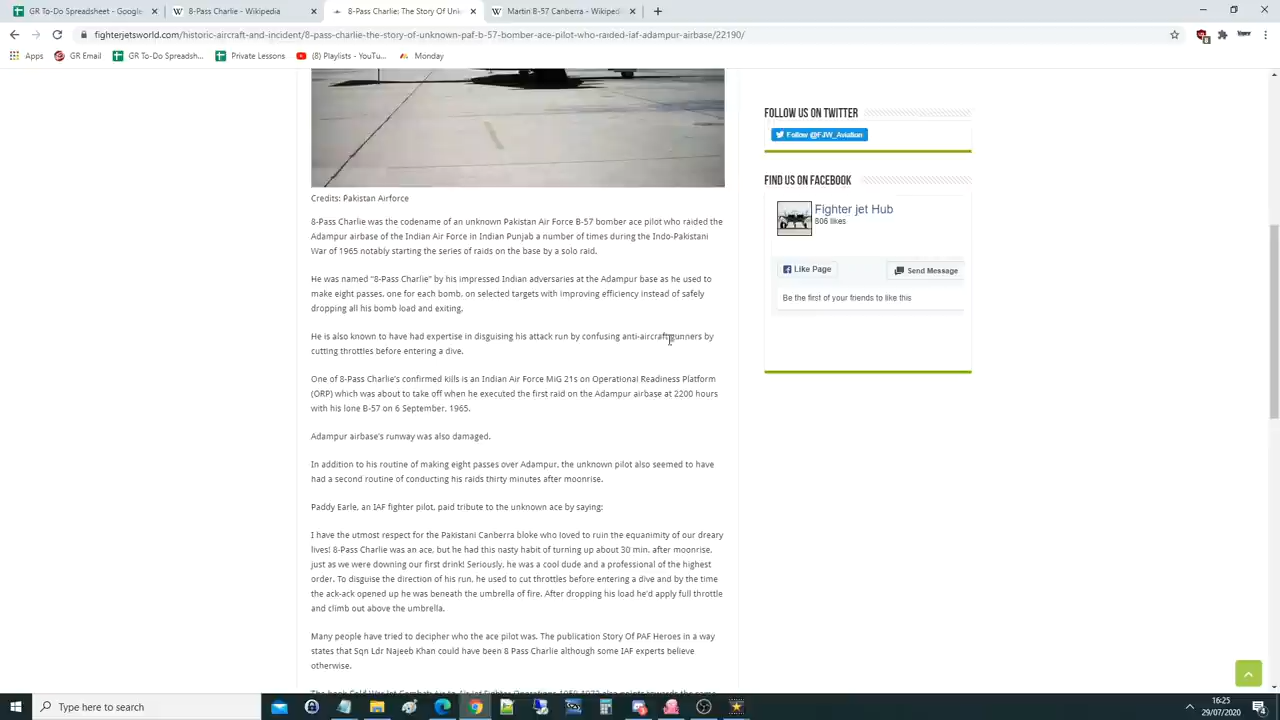 GR To-Do Spreadsheet - Google S
8-Pass Charlie - Wikipedia
8-Pass Charlie; The Story Of Unk
Martin B-57 Canberra - Wikipedia
fighterjetsworld.com/historic-aircraft-and-incident/8-pass-charlie-the-story-of-unknown-paf-b-57-bomber-ace-pilot-who-raided-iaf-adampur-airbase/22190/
Apps
GR Email
GR To-Do Spreadsh...
Private Lessons
(8) Playlists - YouTu...
Monday
FOLLOW US ON TWITTER
Follow @FJW_Aviation
FIND US ON FACEBOOK
Fighter jet Hub
806 likes
Like Page
Send Message
Be the first of your friends to like this
Credits: Pakistan Airforce
8-Pass Charlie was the codename of an unknown Pakistan Air Force B-57 bomber ace pilot who raided the
Adampur airbase of the Indian Air Force in Indian Punjab a number of times during the Indo-Pakistani
War of 1965 notably starting the series of raids on the base by a solo raid.
He was named "8-Pass Charlie" by his impressed Indian adversaries at the Adampur base as he used to
make eight passes, one for each bomb, on selected targets with improving efficiency instead of safely
dropping all his bomb load and exiting.
He is also known to have had expertise in disguising his attack run by confusing anti-aircraft gunners by
cutting throttles before entering a dive.
One of 8-Pass Charlie's confirmed kills is an Indian Air Force MiG 21s on Operational Readiness Platform
(ORP) which was about to take off when he executed the first raid on the Adampur airbase at 2200 hours
with his lone B-57 on 6 September, 1965.
Adampur airbase's runway was also damaged.
In addition to his routine of making eight passes over Adampur, the unknown pilot also seemed to have
had a second routine of conducting his raids thirty minutes after moonrise.
Paddy Earle, an IAF fighter pilot, paid tribute to the unknown ace by saying:
I have the utmost respect for the Pakistani Canberra bloke who loved to ruin the equanimity of our dreary
lives! 8-Pass Charlie was an ace, but he had this nasty habit of turning up about 30 min. after moonrise,
just as we were downing our first drink! Seriously, he was a cool dude and a professional of the highest
order. To disguise the direction of his run, he used to cut throttles before entering a dive and by the time
the ack-ack opened up he was beneath the umbrella of fire. After dropping his load he'd apply full throttle
and climb out above the umbrella.
Many people have tried to decipher who the ace pilot was. The publication Story Of PAF Heroes in a way
states that Sqn Ldr Najeeb Khan could have been 8 Pass Charlie although some IAF experts believe
otherwise.
Type here to search
16:25
29/07/2020